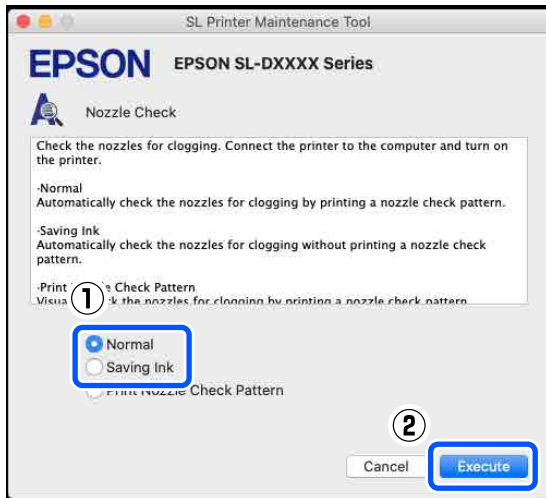 SL Printer Maintenance Tool
EPSON EPSON SL-DXXXX Series
Nozzle Check
Check the nozzles for clogging. Connect the printer to the computer and turn on
the printer.
-Normal
Automatically check the nozzles for clogging by printing a nozzle check pattern.
-Saving Ink
Automatically check the nozzles for clogging without printing a nozzle check
pattern.
-Print Check Pattern
the nozzles for clogging by printing a nozzle check pattern
①
Normal
Saving Ink
Print Nozzle Check Pattern
②
Cancel Execute